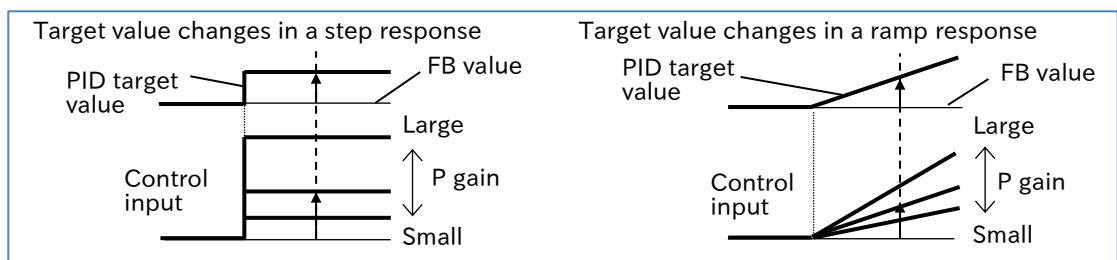 Target value changes in a step response
PID target
value
FB value
Large
Control
input
P gain
Small
Target value changes in a ramp response
PID target
value
FB value
Large
Control
input
P gain
Small